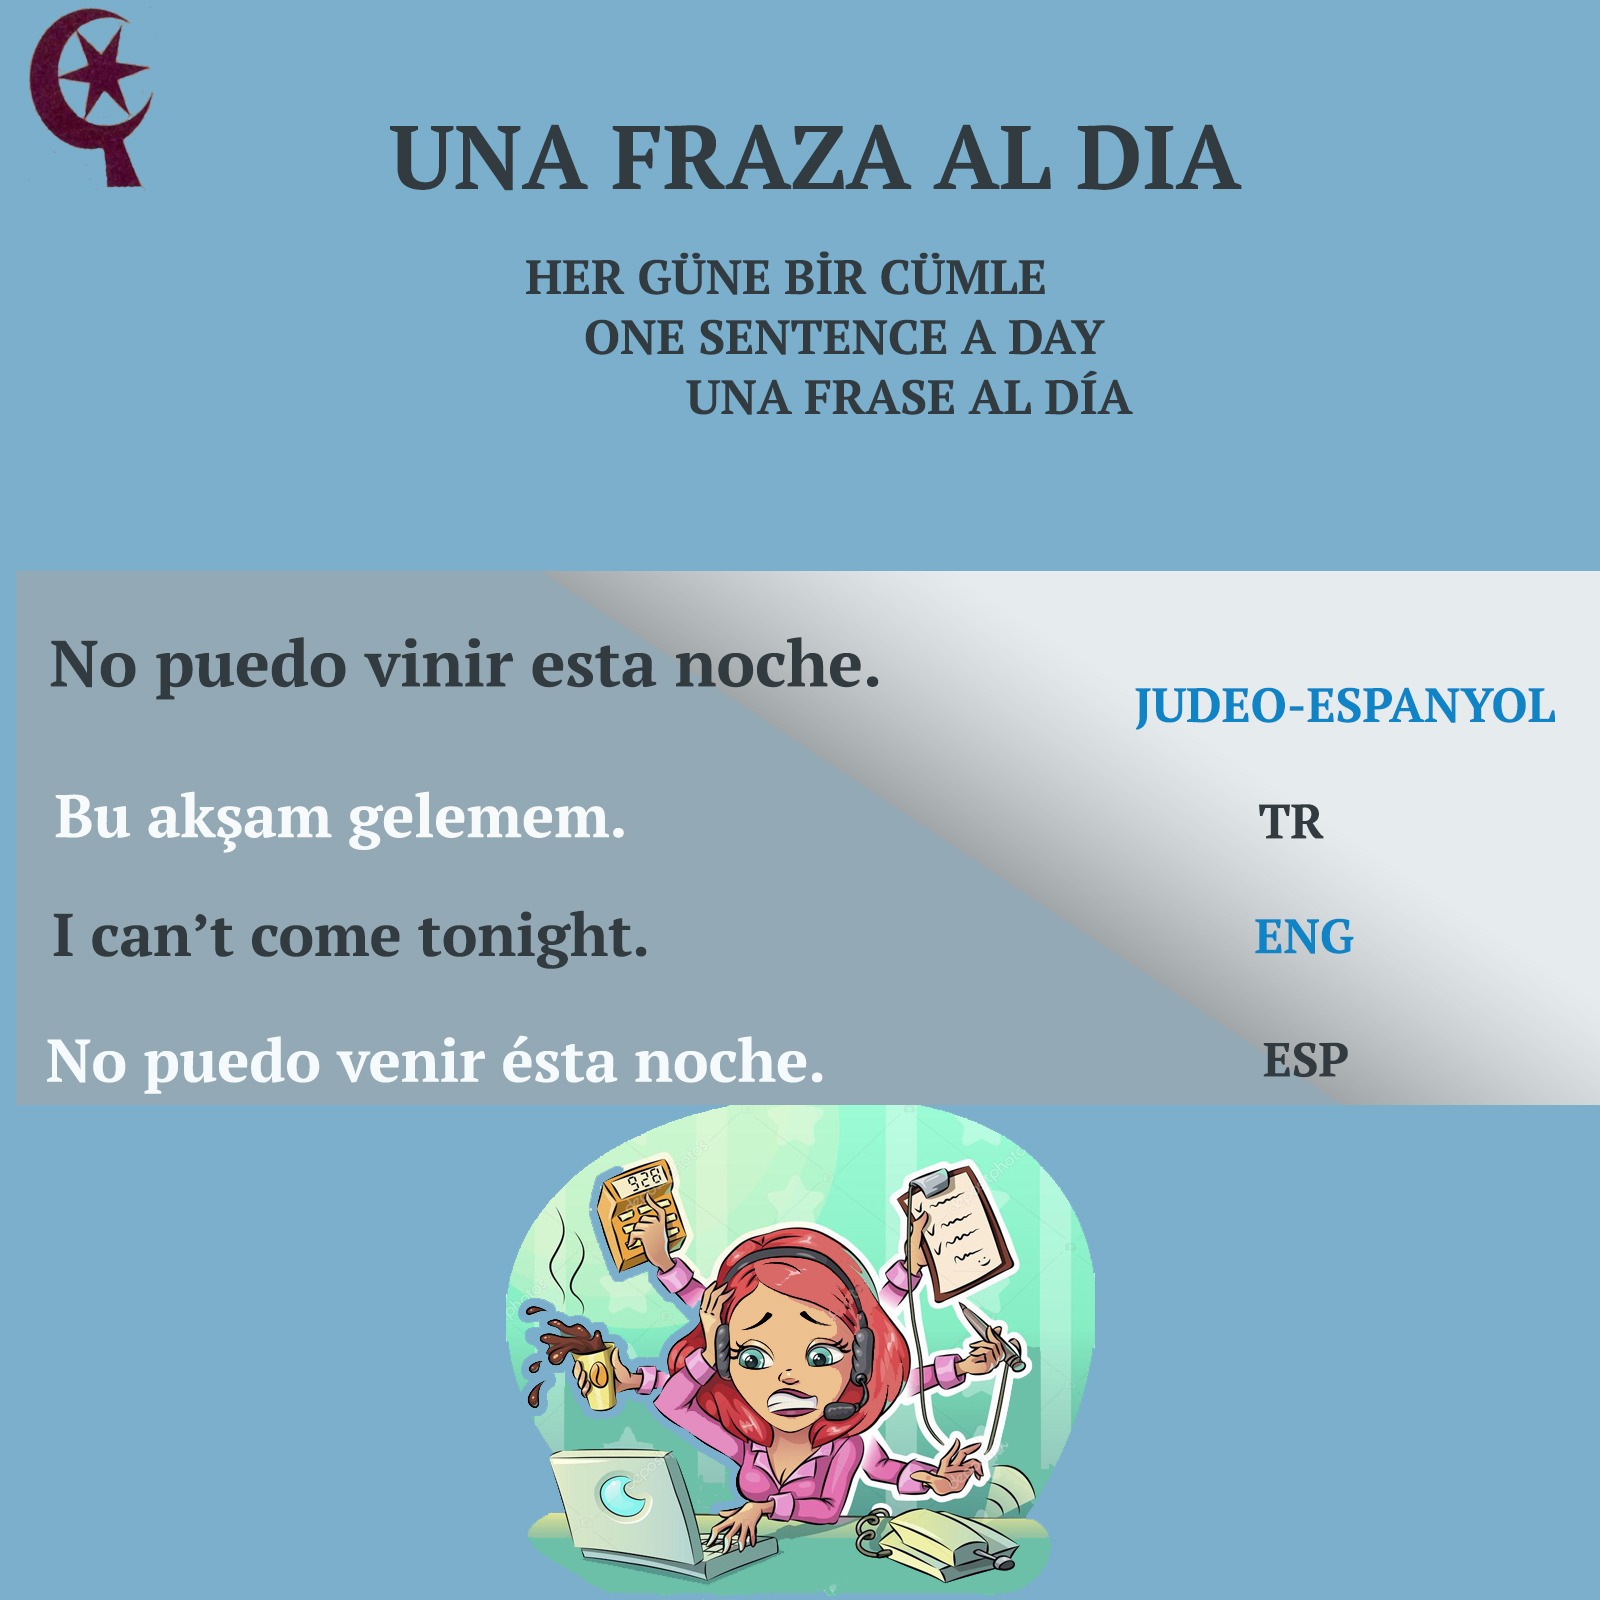 UNA FRAZA AL DIA
HER GÜNE BİR CÜMLE
ONE SENTENCE A DAY
UNA FRASE AL DÍA
No puedo vinir esta noche.
JUDEO-ESPANYOL
Bu akşam gelemem.
TR
I can’t come tonight.
ENG
No puedo venir ésta noche.
ESP
928